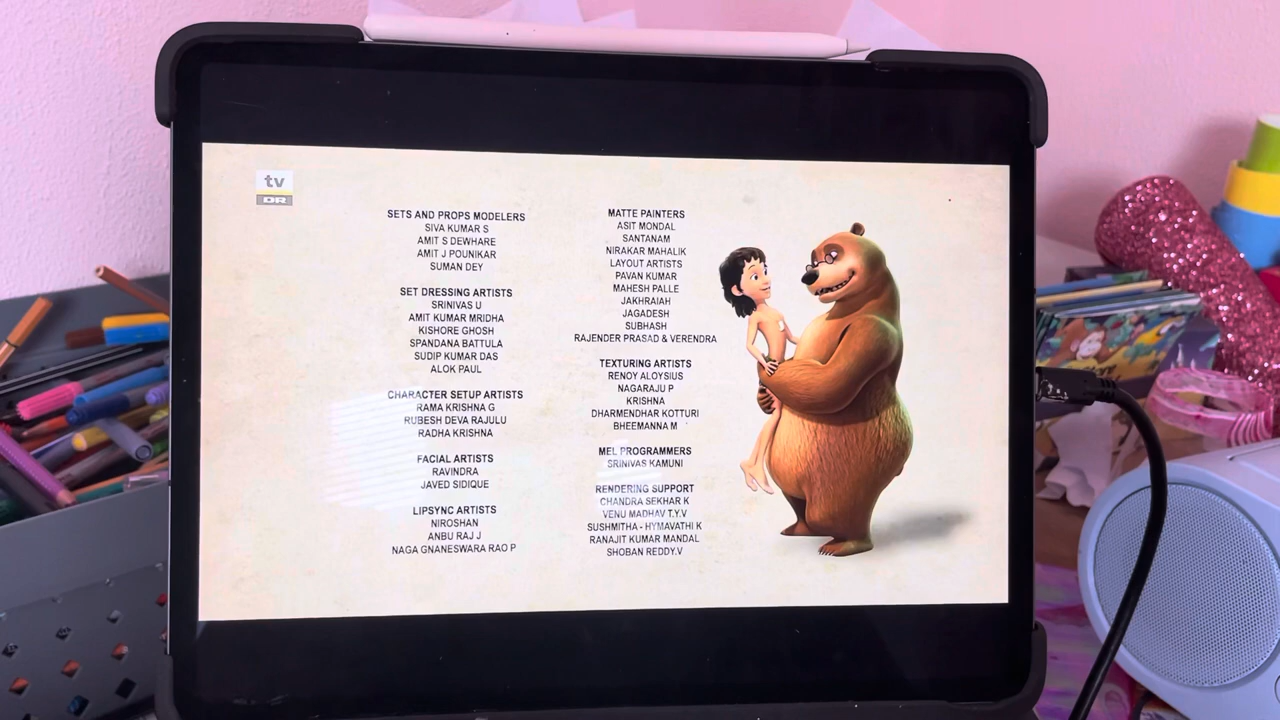 tv
DR
SETS AND PROPS MODELERS
SIVA KUMAR S
AMIT S DEWHARE
AMIT J POUNIKAR
SUMAN DEY
SET DRESSING ARTISTS
SRINIVAS U
AMIT KUMAR MRIDHA
KISHORE GHOSH
SPANDANA BATTULA
SUDIP KUMAR DAS
ALOK PAUL
CHARACTER SETUP ARTISTS
RAMA KRISHNA G
RUBESH DEVA RAJULU
RADHA KRISHNA
FACIAL ARTISTS
RAVINDRA
JAVED SIDIQUE
LIPSYNC ARTISTS
NIROSHAN
ANBU RAJ J
NAGA GNANESWARA RAO P
MATTE PAINTERS
ASIT MONDAL
SANTANAM
NIRAKAR MAHALIK
LAYOUT ARTISTS
PAVAN KUMAR
MAHESH PALLE
JAKHRAIAH
JAGADESH
SUBHASH
RAJENDER PRASAD & VERENDRA
TEXTURING ARTISTS
RENOY ALOYSIUS
NAGARAJU P
KRISHNA
DHARMENDHAR KOTTURI
BHEEMANNA M
MEL PROGRAMMERS
SRINIVAS KAMUNI
RENDERING SUPPORT
CHANDRA SEKHAR K
VENU MADHAV T.Y.V
SUSHMITHA - HYMAVATHI K
RANAJIT KUMAR MANDAL
SHOBAN REDDY.V